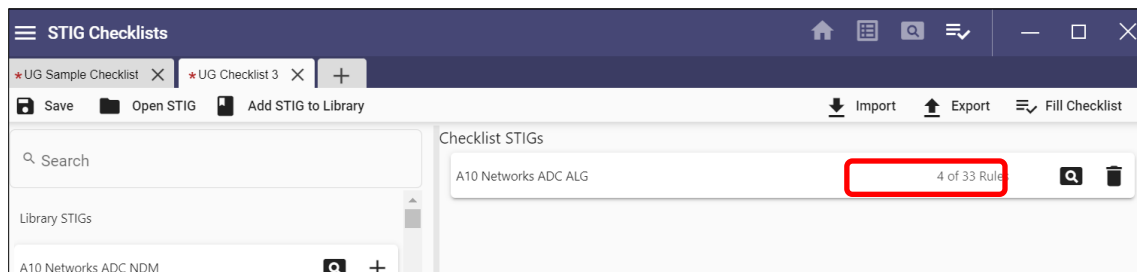 STIG Checklists
*UG Sample Checklist
*UG Checklist 3
Save
Open STIG
Add STIG to Library
Import
Export
Fill Checklist
Search
Library STIGs
A10 Networks ADC NDM
Checklist STIGs
A10 Networks ADC ALG
4 of 33 Rules